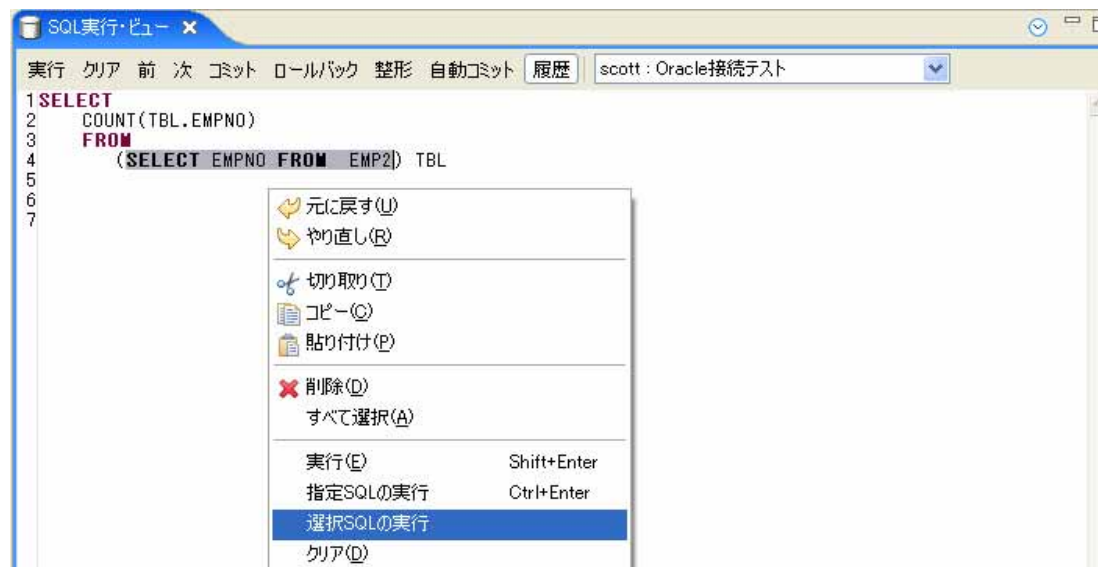 SQL実行・ビュー
実行 クリア 前 次 コミット ロールバック 整形 自動コミット 履歴 scott : Oracle接続テスト
1 SELECT
2 COUNT(TBL.EMPNO)
3 FROM
4 (SELECT EMPNO FROM EMP2) TBL
5
6
7
元に戻す(U)
やり直し(R)
切り取り(T)
コピー(C)
貼り付け(P)
削除(D)
すべて選択(A)
実行(E) Shift+Enter
指定SQLの実行 Ctrl+Enter
選択SQLの実行
クリア(D)